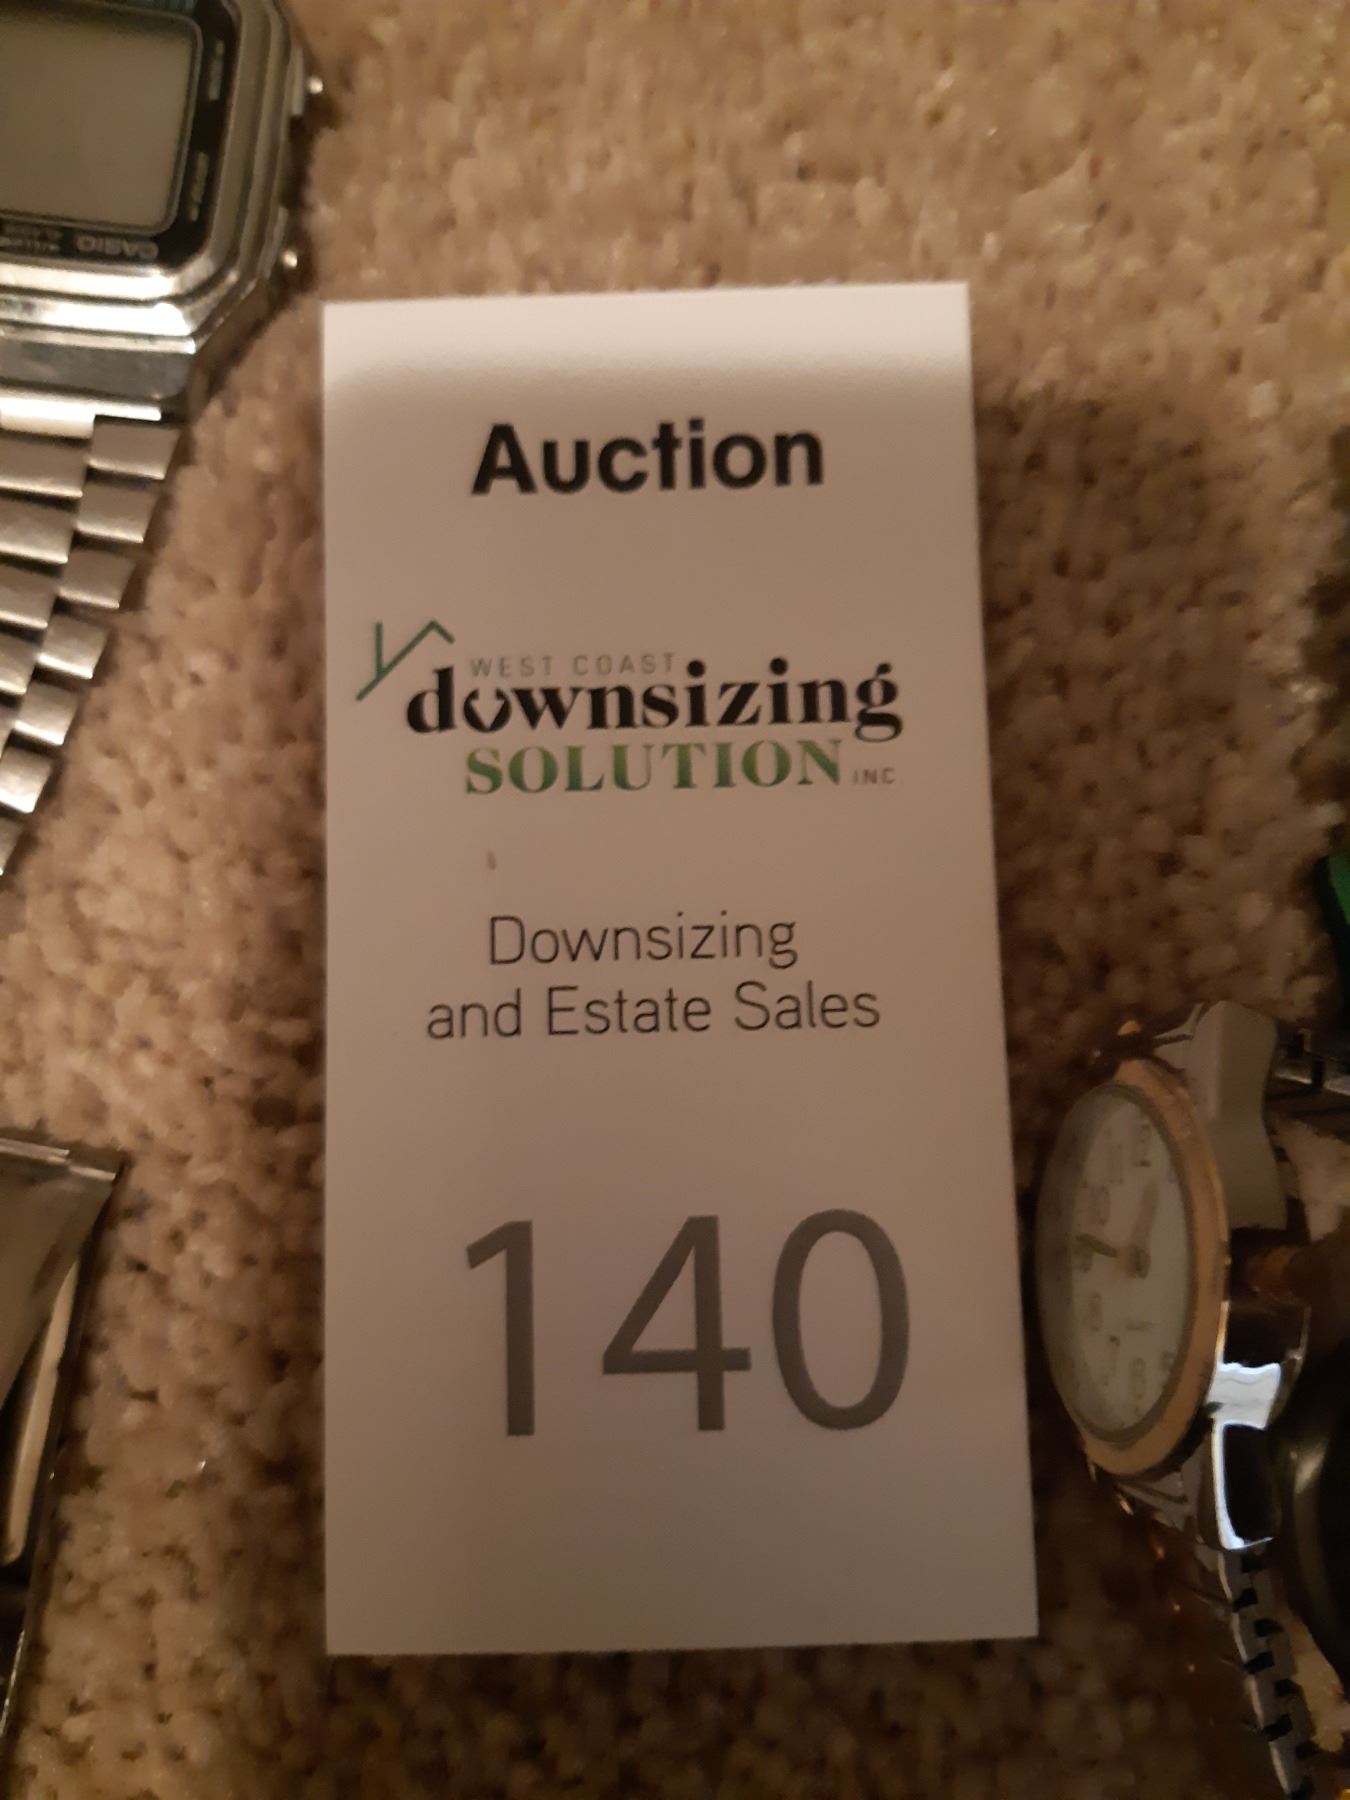 Auction
WEST COAST
downsizing
SOLUTION INC.
Downsizing
and Estate Sales
140
CASIO